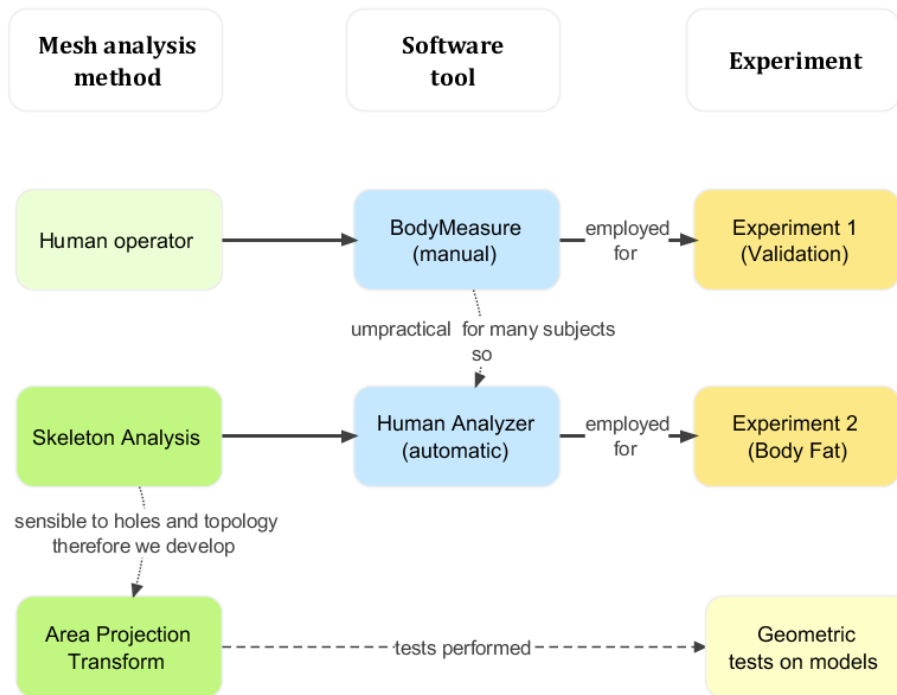 Mesh analysis
method
Software
tool
Experiment
Human operator
BodyMeasure
(manual)
employed
for
Experiment 1
(Validation)
umpractical for many subjects
so
Skeleton Analysis
Human Analyzer
(automatic)
employed
for
Experiment 2
(Body Fat)
sensible to holes and topology
therefore we develop
Area Projection
Transform
tests performed
Geometric
tests on models